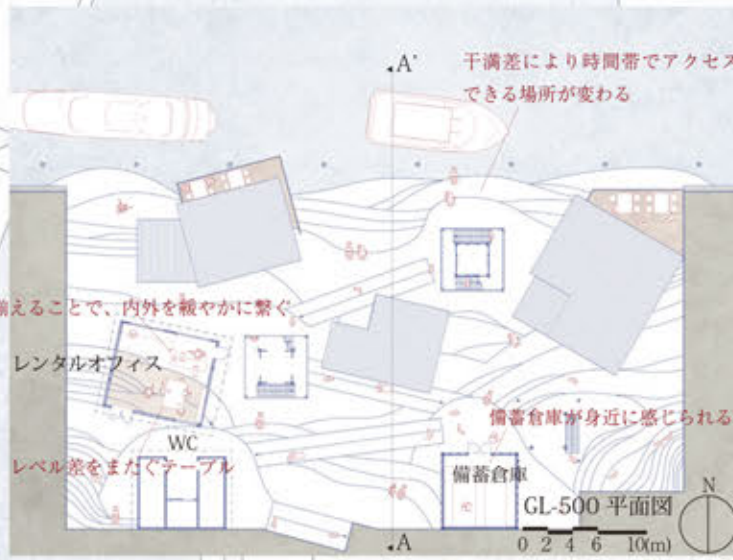 A'
干満差により時間帯でアクセス
できる場所が変わる
えることで、内外を緩やかに繋ぐ
レンタルオフィス
備蓄倉庫が身近に感じられる
WC
レベル差をまたぐテーブル
備蓄倉庫
N
GL-500 平面図
A
0 2 4 6 10(m)